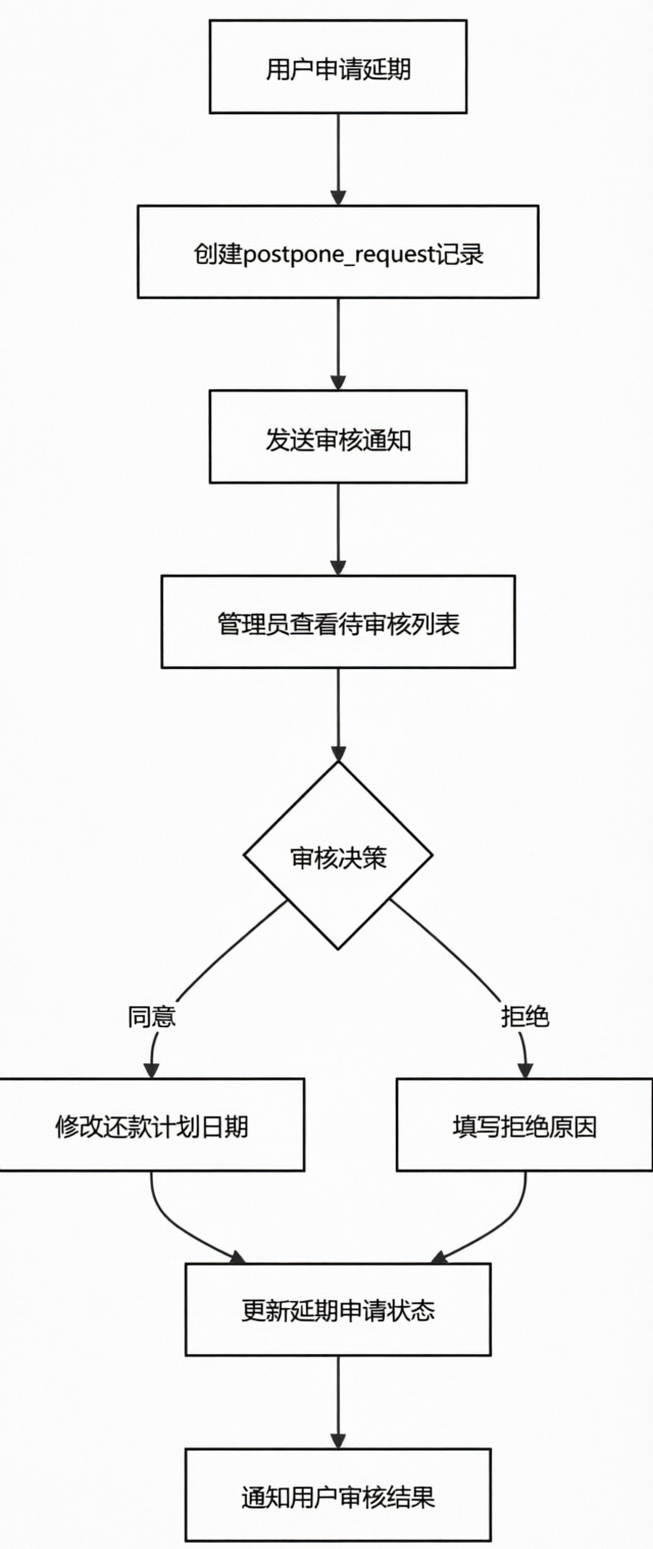 用户申请延期
创建postpone_request记录
发送审核通知
管理员查看待审核列表
审核决策
同意
拒绝
修改还款计划日期
填写拒绝原因
更新延期申请状态
通知用户审核结果